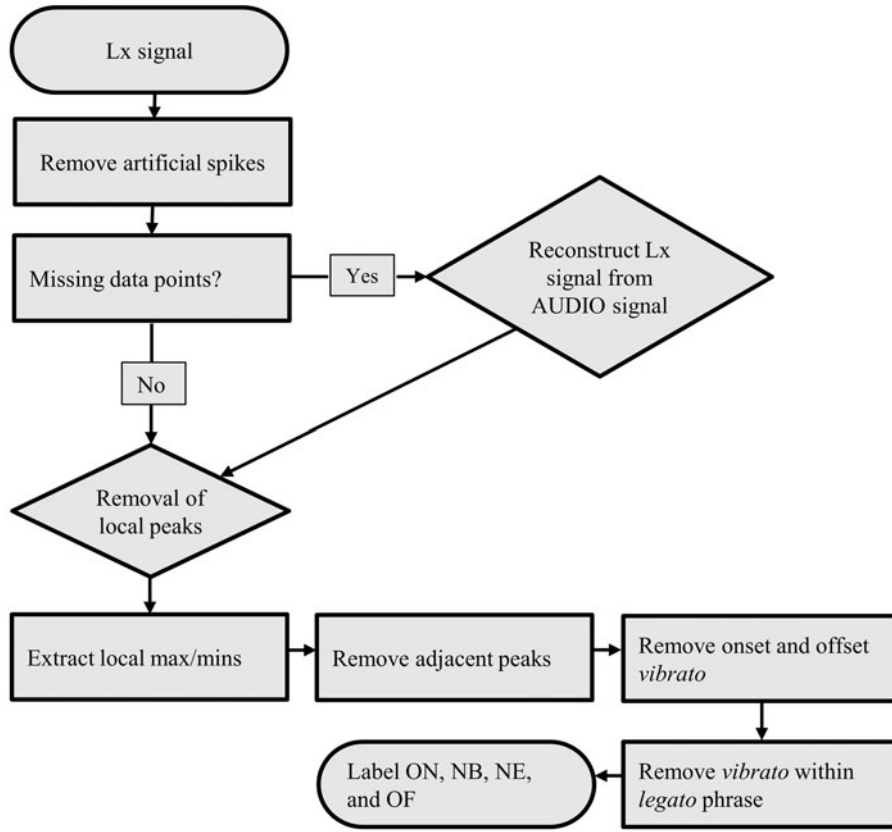 Lx signal
Remove artificial spikes
Missing data points?
Yes
Reconstruct Lx
signal from
AUDIO signal
No
Removal of
local peaks
Extract local max/mins
Remove adjacent peaks
Remove onset and offset
vibrato
Remove vibrato within
legato phrase
Label ON, NB, NE,
and OF